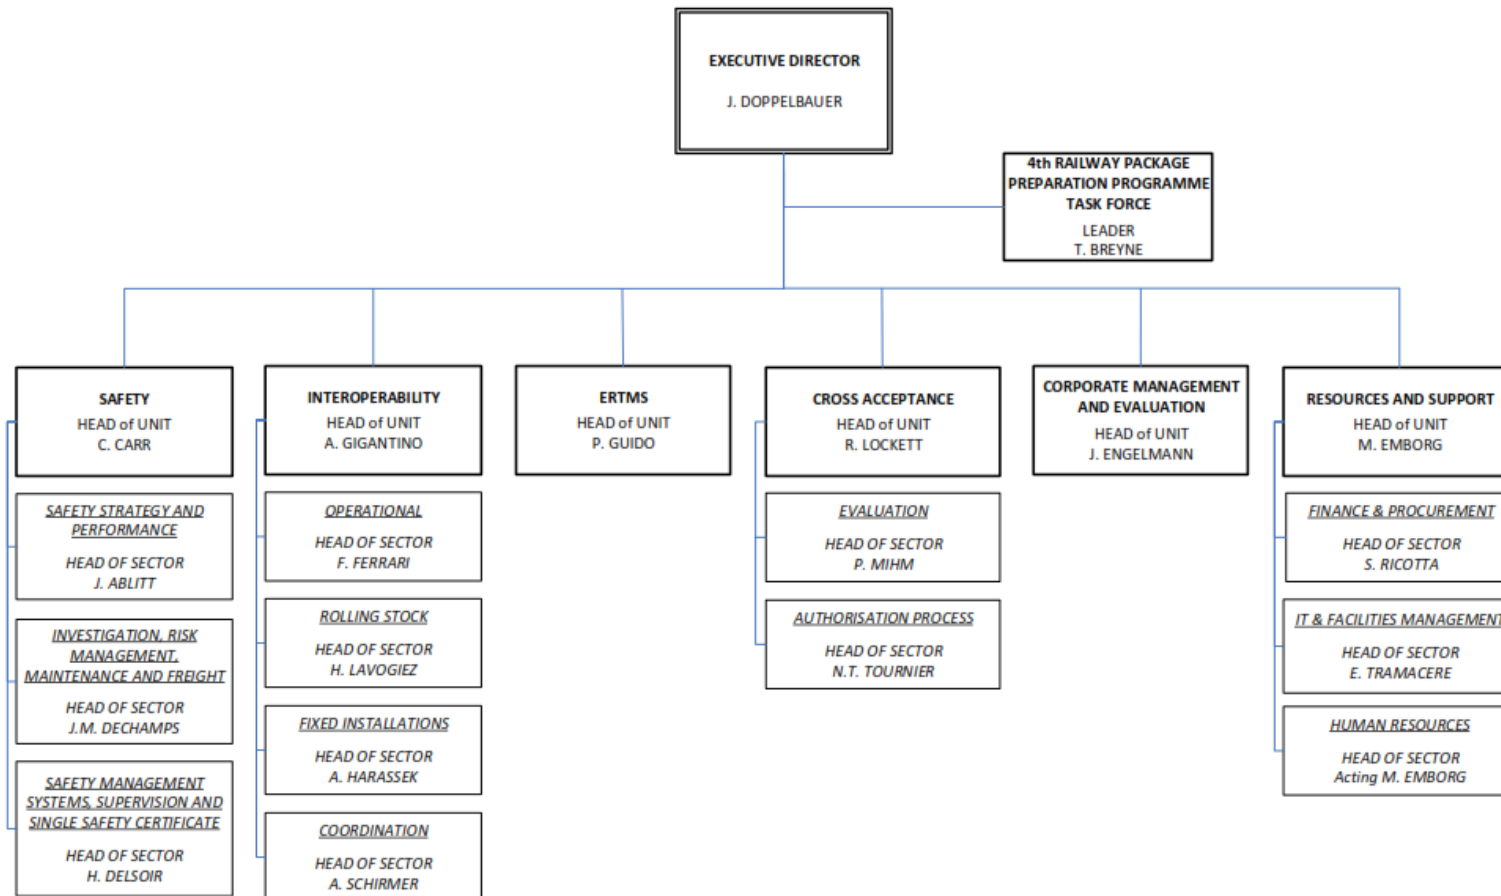 EXECUTIVE DIRECTOR
J. DOPPELBAUER
4th RAILWAY PACKAGE
PREPARATION PROGRAMME
TASK FORCE
LEADER
T. BREYNE
SAFETY
HEAD of UNIT
C. CARR
SAFETY STRATEGY AND
PERFORMANCE
HEAD OF SECTOR
J. ABLITT
INVESTIGATION, RISK
MANAGEMENT,
MAINTENANCE AND FREIGHT
HEAD OF SECTOR
J.M. DECHAMPS
SAFETY MANAGEMENT
SYSTEMS, SUPERVISION AND
SINGLE SAFETY CERTIFICATE
HEAD OF SECTOR
H. DELSOIR
INTEROPERABILITY
HEAD of UNIT
A. GIGANTINO
OPERATIONAL
HEAD OF SECTOR
F. FERRARI
ROLLING STOCK
HEAD OF SECTOR
H. LAVOGIEZ
FIXED INSTALLATIONS
HEAD OF SECTOR
A. HARASSEK
COORDINATION
HEAD OF SECTOR
A. SCHIRMER
ERTMS
HEAD of UNIT
P. GUIDO
CROSS ACCEPTANCE
HEAD of UNIT
R. LOCKETT
EVALUATION
HEAD OF SECTOR
P. MIHM
AUTHORISATION PROCESS
HEAD OF SECTOR
N.T. TOURNIER
CORPORATE MANAGEMENT
AND EVALUATION
HEAD of UNIT
J. ENGELMANN
RESOURCES AND SUPPORT
HEAD of UNIT
M. EMBORG
FINANCE & PROCUREMENT
HEAD OF SECTOR
S. RICOTTA
IT & FACILITIES MANAGEMENT
HEAD OF SECTOR
E. TRAMACERE
HUMAN RESOURCES
HEAD OF SECTOR
Acting M. EMBORG